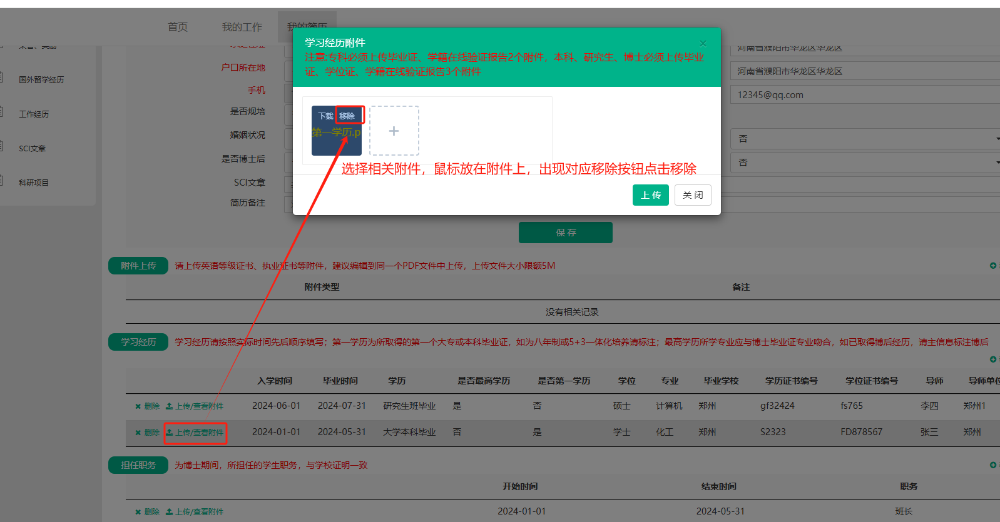 首页
我的工作
我的简历
学习经历附件
注意:专科必须上传毕业证、学籍在线验证报告2个附件，本科、研究生、博士必须上传毕业
证、学位证、学籍在线验证报告3个附件
河南省濮阳市华龙区华龙区
户口所在地
河南省濮阳市华龙区华龙区
国外留学经历
手机
12345@qq.com
是否规培
下载 移除
工作经历
第一学历.p
+
婚姻状况
否
SCI文章
是否博士后
否
选择相关附件，鼠标放在附件上，出现对应移除按钮点击移除
SCI文章
科研项目
上 传
关 闭
简历备注
保 存
附件上传
请上传英语等级证书、执业证书等附件，建议编辑到同一个PDF文件中上传，上传文件大小限额5M
附件类型
备注
没有相关记录
学习经历
学习经历请按照实际时间先后顺序填写；第一学历为所取得的第一个大专或本科毕业证，如为八年制或5+3一体化培养请标注；最高学历所学专业应与博士毕业证专业吻合，如已取得博后经历，请主信息标注博后
入学时间 毕业时间 学历 是否最高学历 是否第一学历 学位 专业 毕业学校 学历证书编号 学位证书编号 导师 导师单位
删除 上传/查看附件 2024-06-01 2024-07-31 研究生班毕业 是 否 硕士 计算机 郑州 gf32424 fs765 李四 郑州1
删除 上传/查看附件 2024-01-01 2024-05-31 大学本科毕业 否 是 学士 化工 郑州 S2323 FD878567 张三 郑州
担任职务
为博士期间，所担任的学生职务，与学校证明一致
开始时间 结束时间 职务
删除 上传/查看附件 2024-01-01 2024-05-31 班长